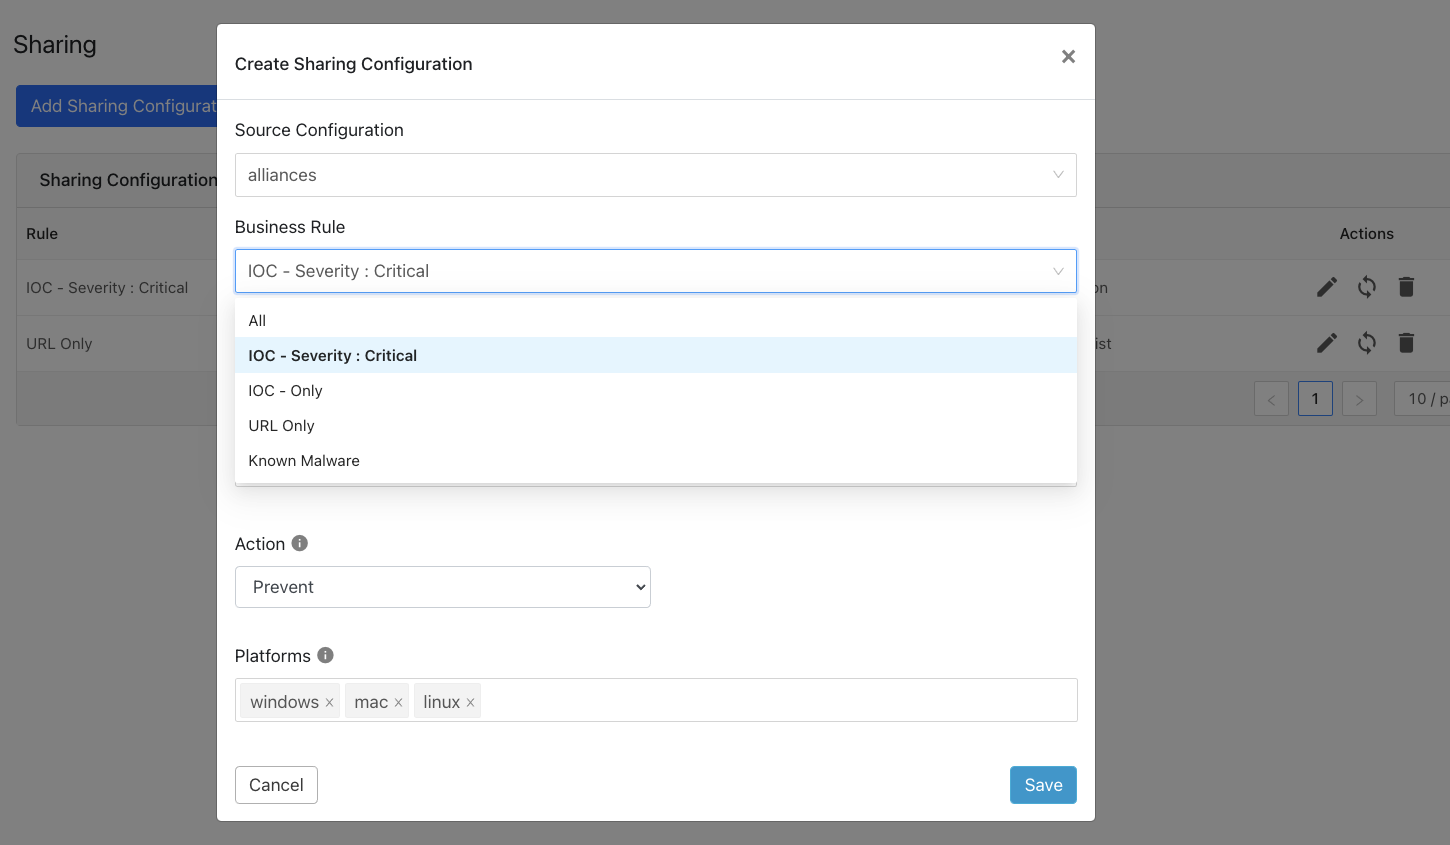 Sharing
Add Sharing Configurat
Sharing Configuration
Rule
Actions
IOC - Severity : Critical
on
URL Only
ist
< 1 > 10 / p
Create Sharing Configuration
Source Configuration
alliances
Business Rule
IOC - Severity : Critical
All
IOC - Severity : Critical
IOC - Only
URL Only
Known Malware
Action
Prevent
Platforms
windows × mac × linux ×
Cancel
Save